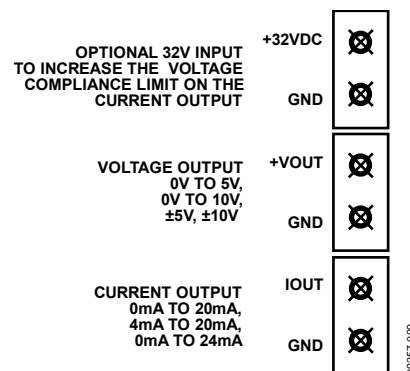 OPTIONAL 32V INPUT
TO INCREASE THE VOLTAGE
COMPLIANCE LIMIT ON THE
CURRENT OUTPUT
+32VDC
GND
VOLTAGE OUTPUT
0V TO 5V,
0V TO 10V,
±5V, ±10V
+VOUT
GND
CURRENT OUTPUT
0mA TO 20mA,
4mA TO 20mA,
0mA TO 24mA
IOUT
GND